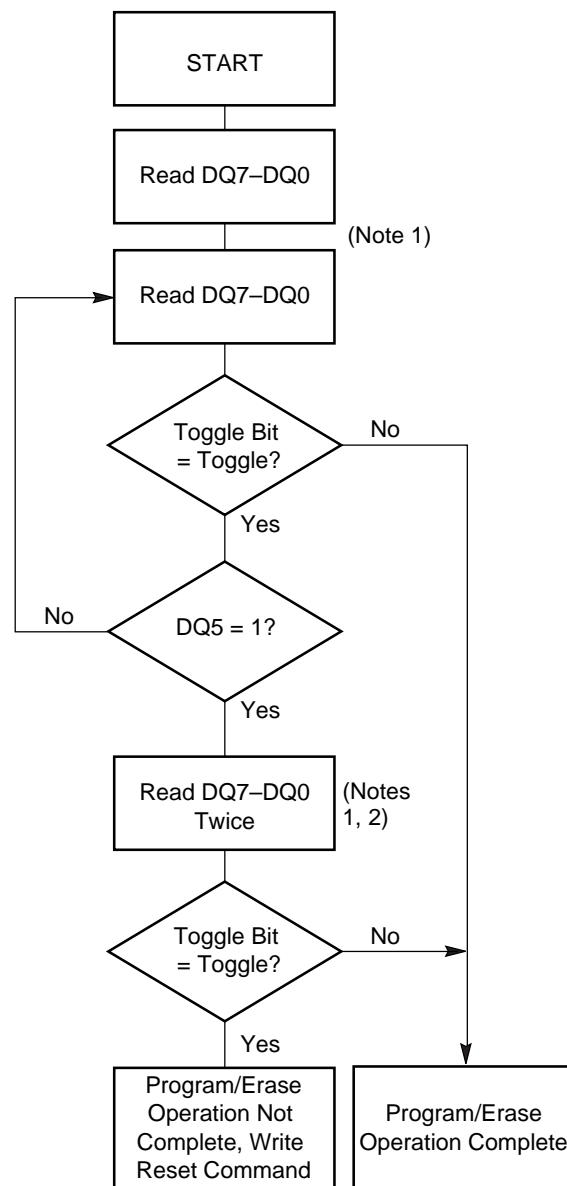 START
Read DQ7–DQ0
(Note 1)
Read DQ7–DQ0
Toggle Bit
= Toggle?
No
Yes
No
DQ5 = 1?
Yes
Read DQ7–DQ0
Twice
(Notes
1, 2)
Toggle Bit
= Toggle?
No
Yes
Program/Erase
Operation Not
Complete, Write
Reset Command
Program/Erase
Operation Complete